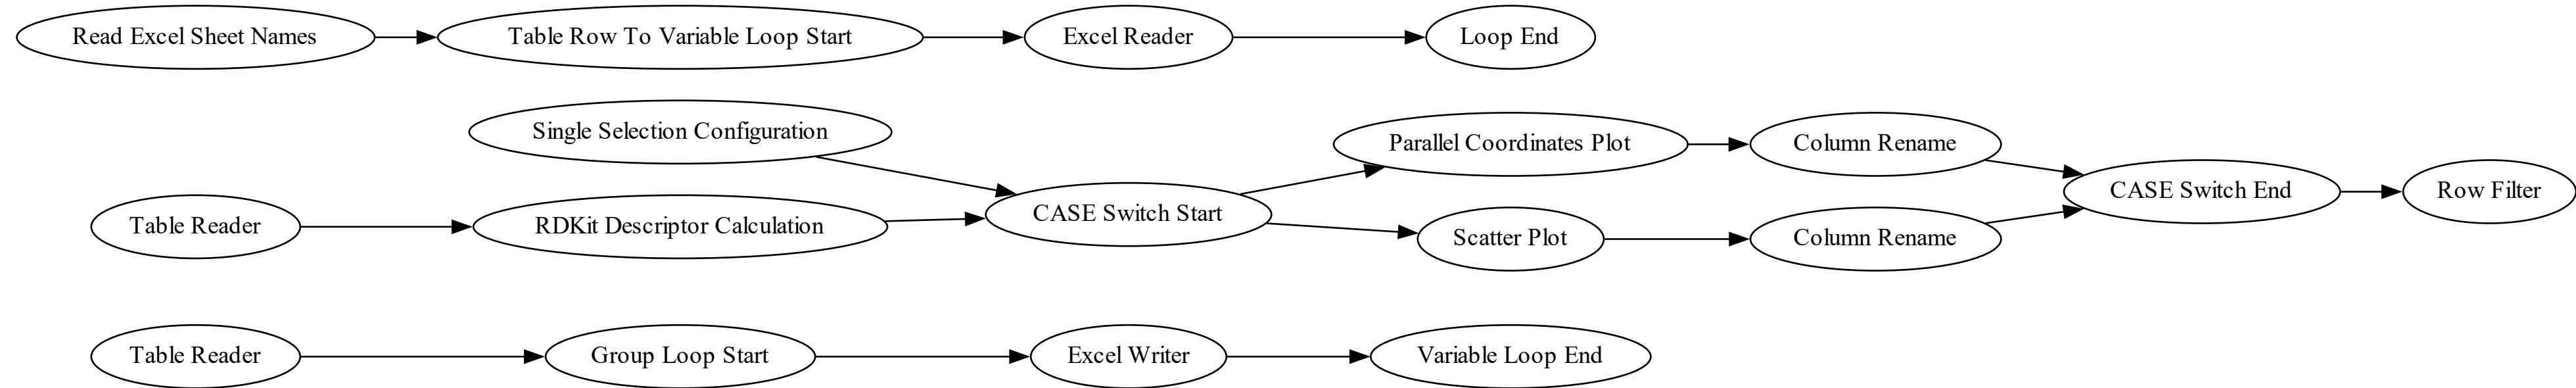 Read Excel Sheet Names
Table Row To Variable Loop Start
Excel Reader
Loop End
Single Selection Configuration
Parallel Coordinates Plot
Column Rename
Table Reader
RDKit Descriptor Calculation
CASE Switch Start
Scatter Plot
Column Rename
CASE Switch End
Row Filter
Table Reader
Group Loop Start
Excel Writer
Variable Loop End